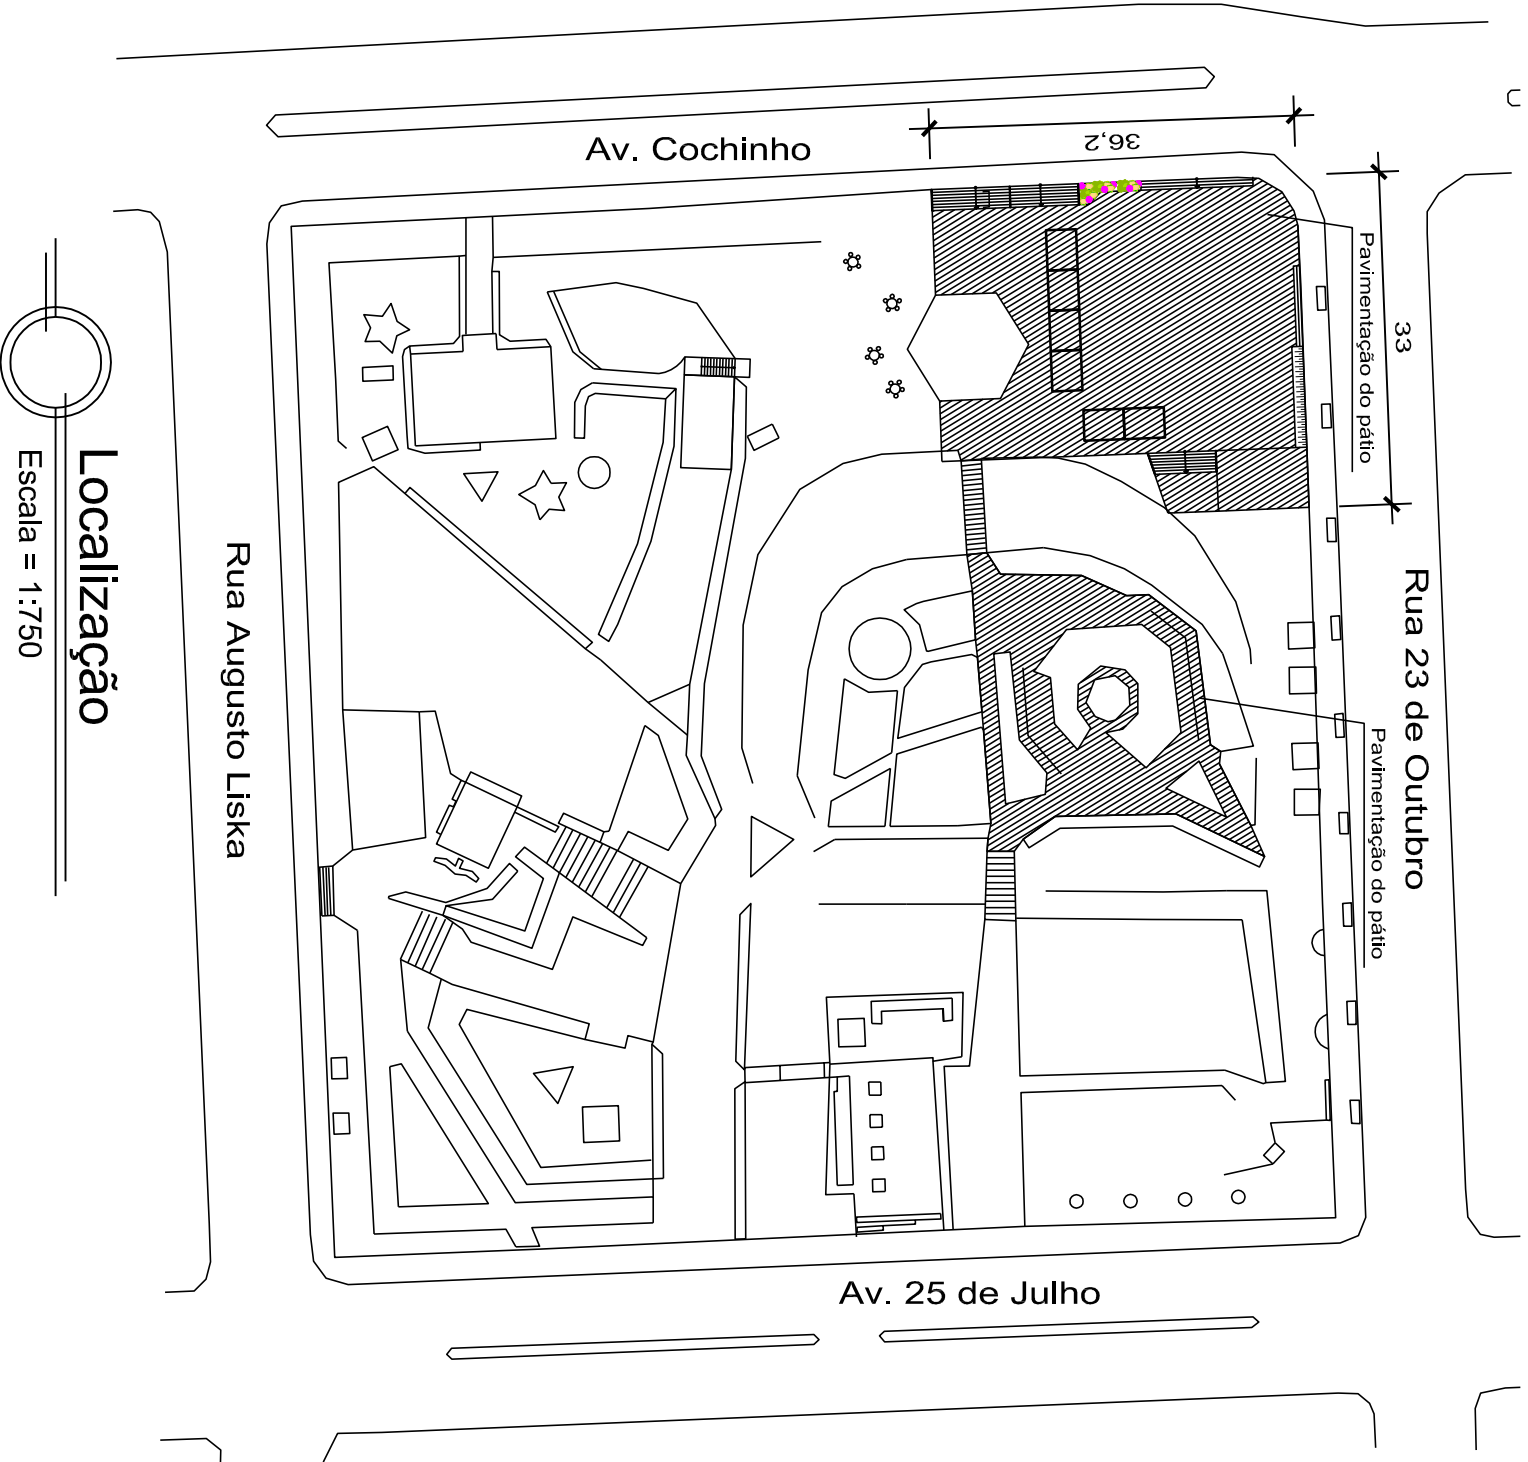 Av. Cochinho
36,2
33
Pavimentação do pátio
Rua 23 de Outubro
Pavimentação do pátio
Rua Augusto Liska
Av. 25 de Julho
Localização
Escala = 1:750